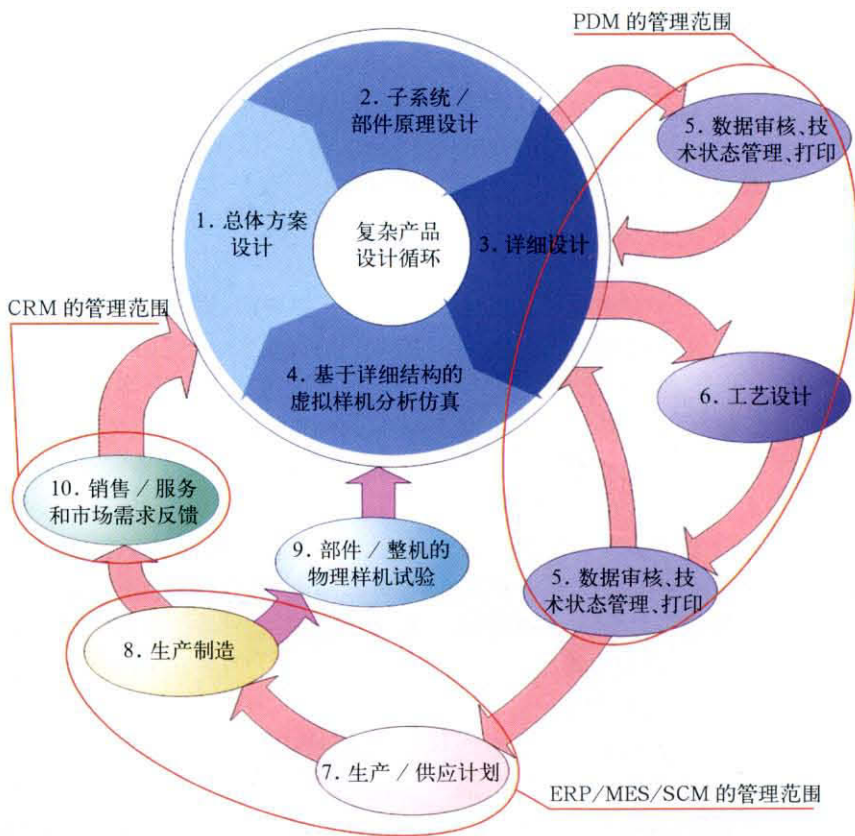 PDM 的管理范围
2. 子系统 /
部件原理设计
5. 数据审核、技
术状态管理、打印
1. 总体方案
设计
复杂产品
设计循环
3. 详细设计
CRM 的管理范围
4. 基于详细结构的
虚拟样机分析仿真
6. 工艺设计
10. 销售 / 服务
和市场需求反馈
9. 部件 / 整机的
物理样机试验
5. 数据审核、技
术状态管理、打印
8. 生产制造
7. 生产 / 供应计划
ERP/MES/SCM 的管理范围